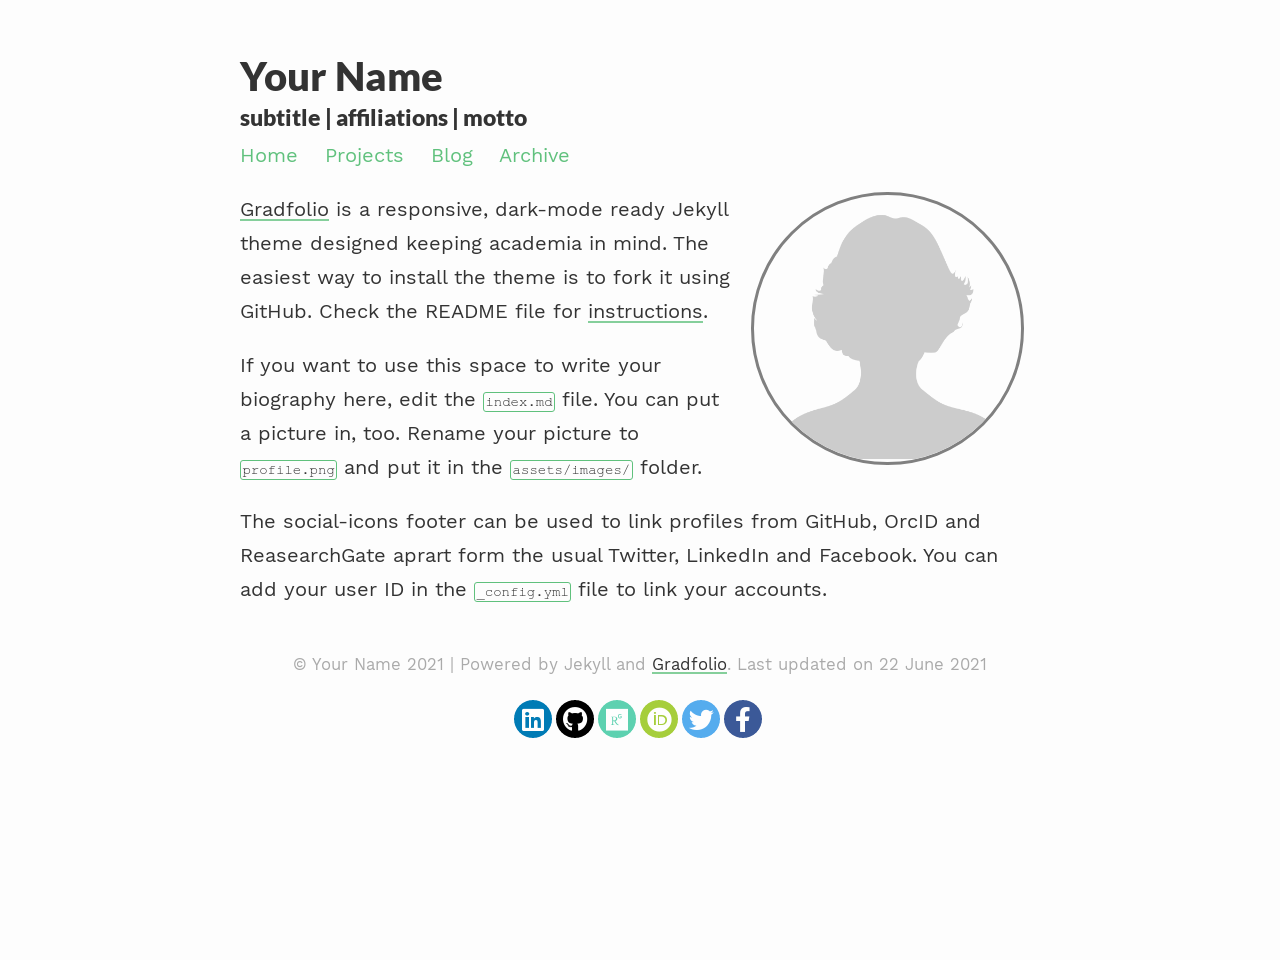 Your Name
subtitle | affiliations | motto
Home Projects Blog Archive
Gradfolio is a responsive, dark-mode ready Jekyll
theme designed keeping academia in mind. The
easiest way to install the theme is to fork it using
GitHub. Check the README file for instructions.
If you want to use this space to write your
biography here, edit the index.md file. You can put
a picture in, too. Rename your picture to
profile.png and put it in the assets/images/ folder.
The social-icons footer can be used to link profiles from GitHub, OrcID and
ReasearchGate aprart form the usual Twitter, LinkedIn and Facebook. You can
add your user ID in the _config.yml file to link your accounts.
© Your Name 2021 | Powered by Jekyll and Gradfolio. Last updated on 22 June 2021
in RG iD f